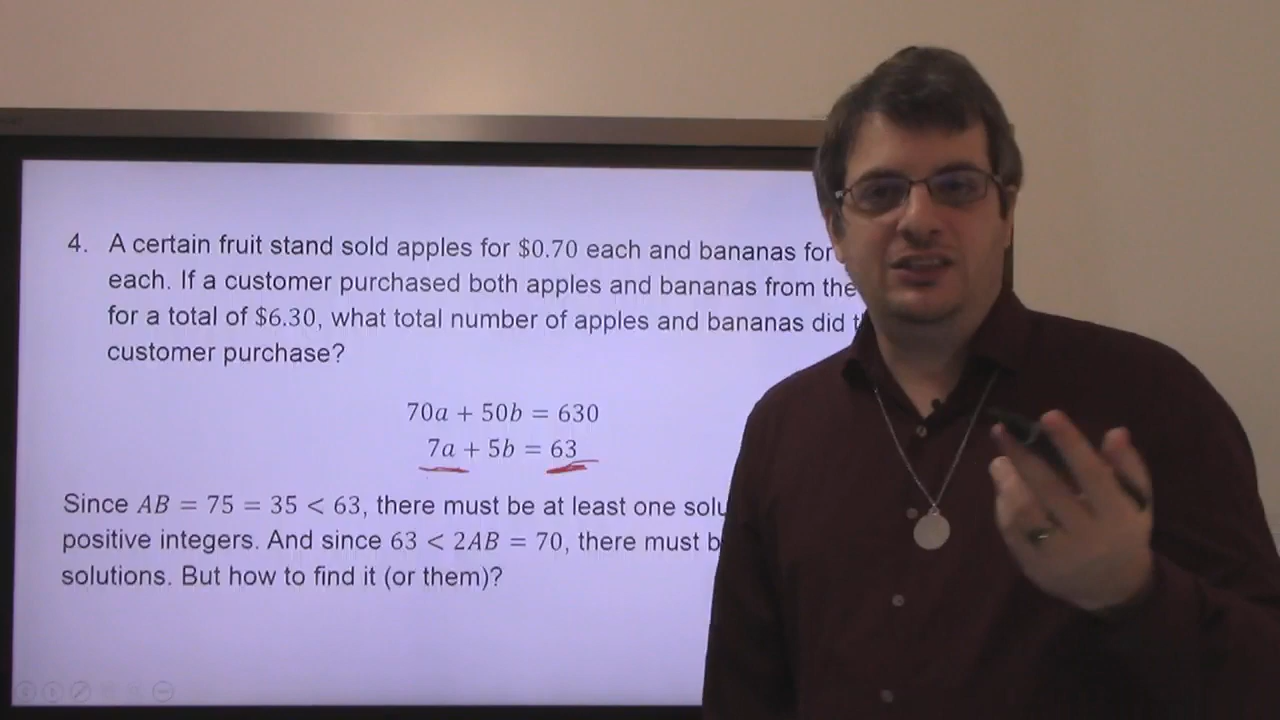 4. A certain fruit stand sold apples for $0.70 each and bananas for
each. If a customer purchased both apples and bananas from the
for a total of $6.30, what total number of apples and bananas did
customer purchase?
70a + 50b = 630
7a + 5b = 63
Since AB = 75 = 35 < 63, there must be at least one
positive integers. And since 63 < 2AB = 70, there must
solutions. But how to find it (or them)?